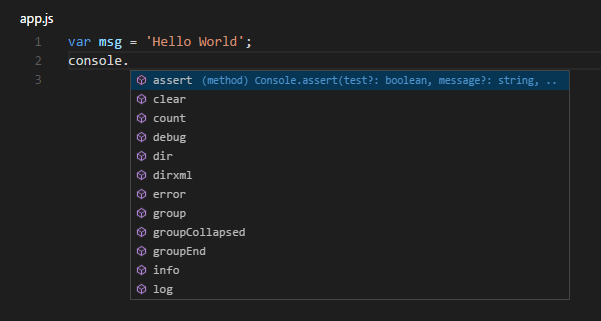 app.js
1 var msg = 'Hello World';
2 console.
3
assert (method) Console.assert(test?: boolean, message?: string, ..
clear
count
debug
dir
dirxml
error
group
groupCollapsed
groupEnd
info
log